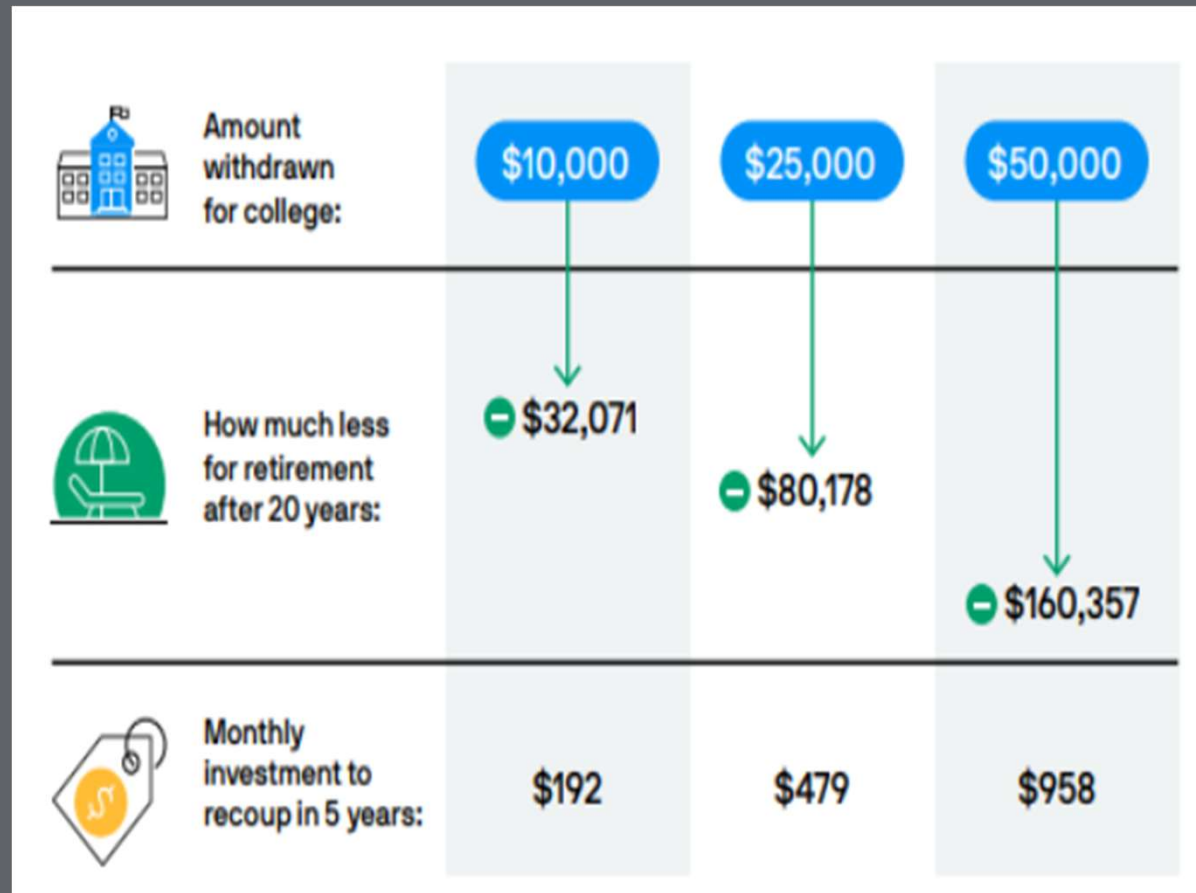 Amount
withdrawn
for college:
$10,000
$25,000
$50,000
How much less
for retirement
after 20 years:
$32,071
$80,178
$160,357
Monthly
investment to
recoup in 5 years:
$192
$479
$958